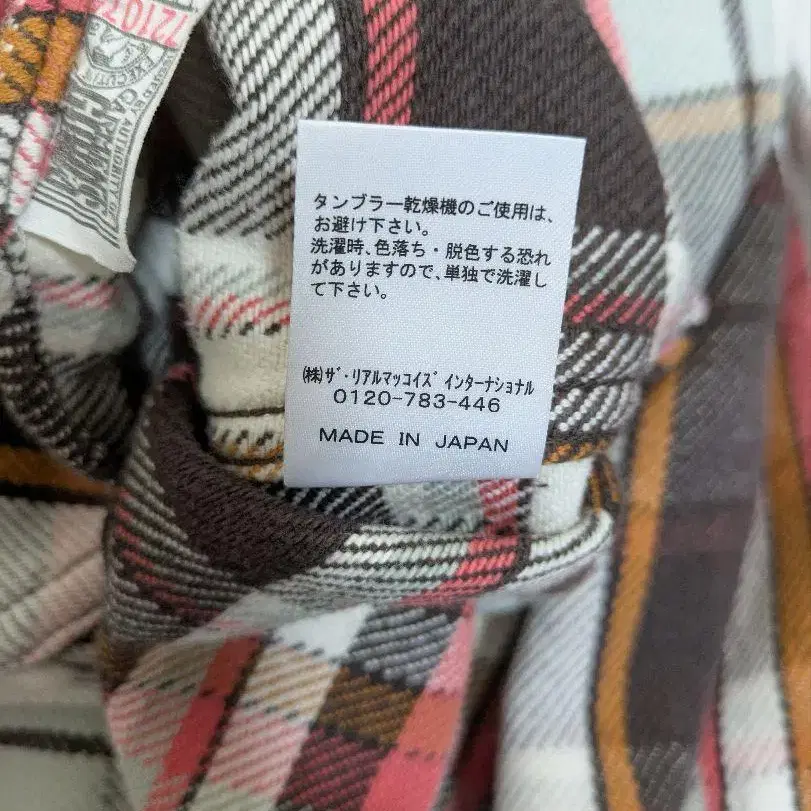 タンブラー乾燥機のご使用は、
お避け下さい。
洗濯時、色落ち・脱色する恐れ
がありますので、単独で洗濯し
て下さい。
㈱ｻﾞ・ﾘｱﾙﾏｯｺｲｽﾞ ｲﾝﾀｰﾅｼｮﾅﾙ
0120-783-446
MADE IN JAPAN